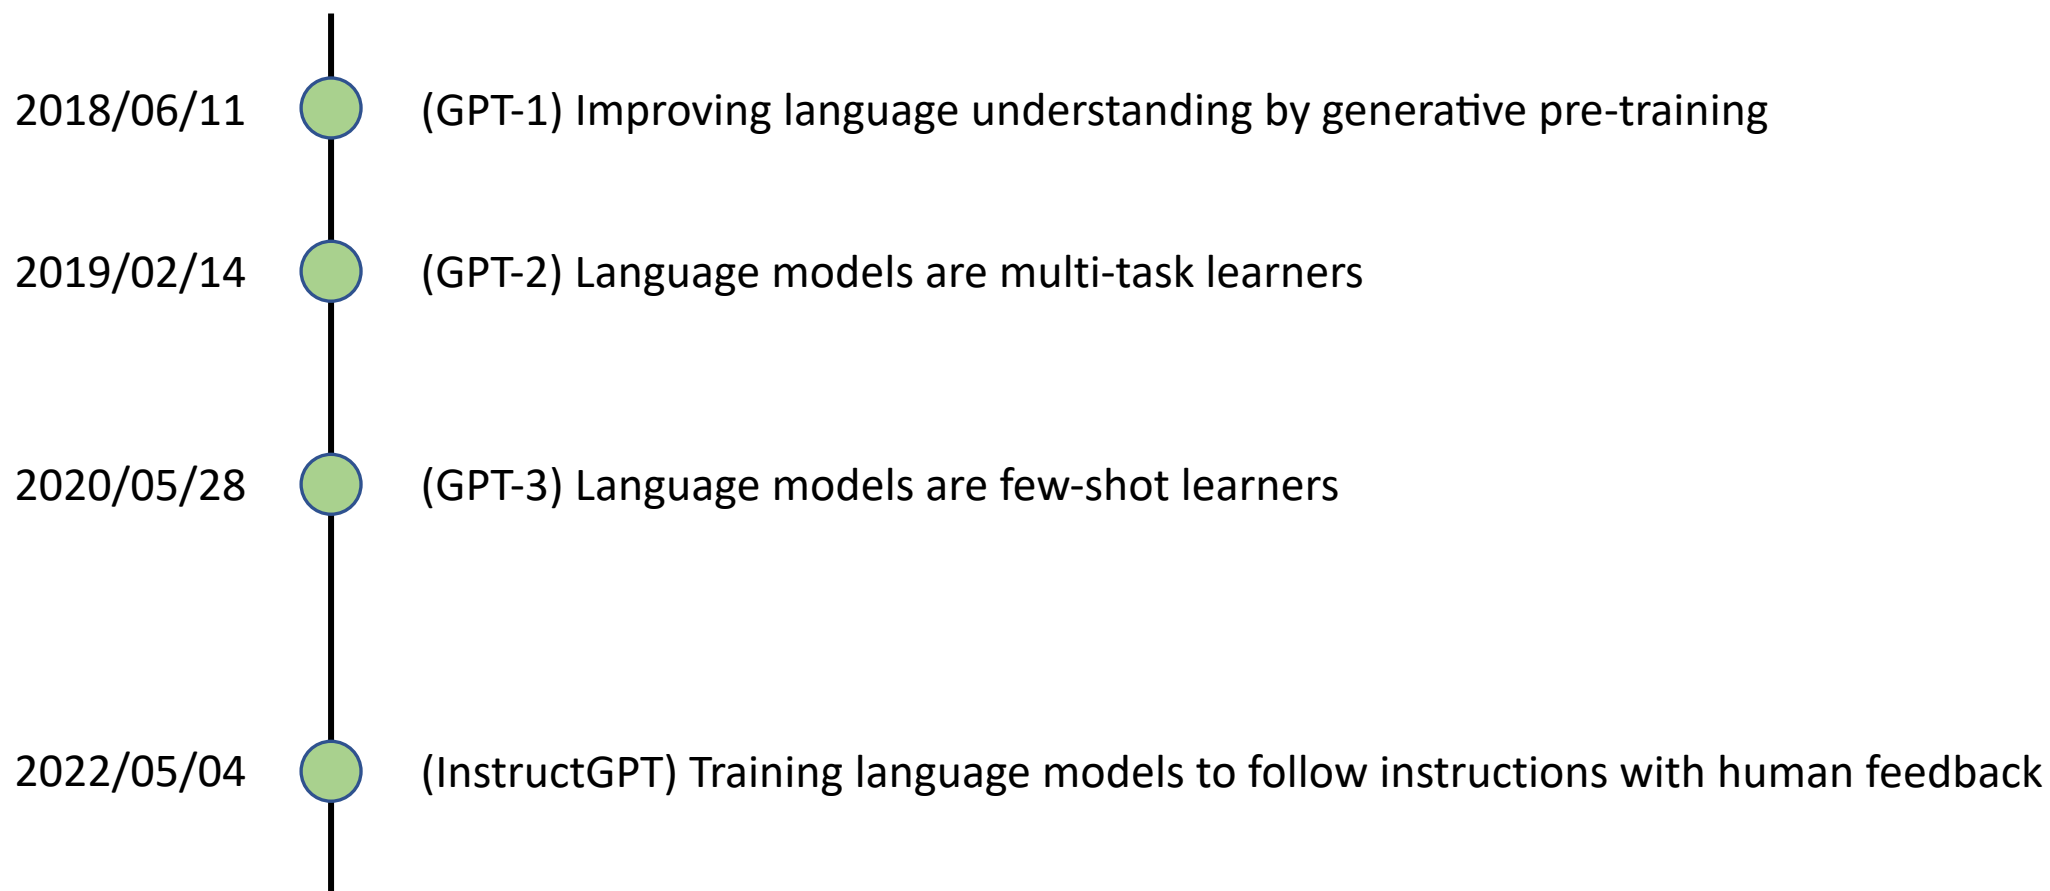 2018/06/11 (GPT-1) Improving language understanding by generative pre-training
2019/02/14 (GPT-2) Language models are multi-task learners
2020/05/28 (GPT-3) Language models are few-shot learners
2022/05/04 (InstructGPT) Training language models to follow instructions with human feedback